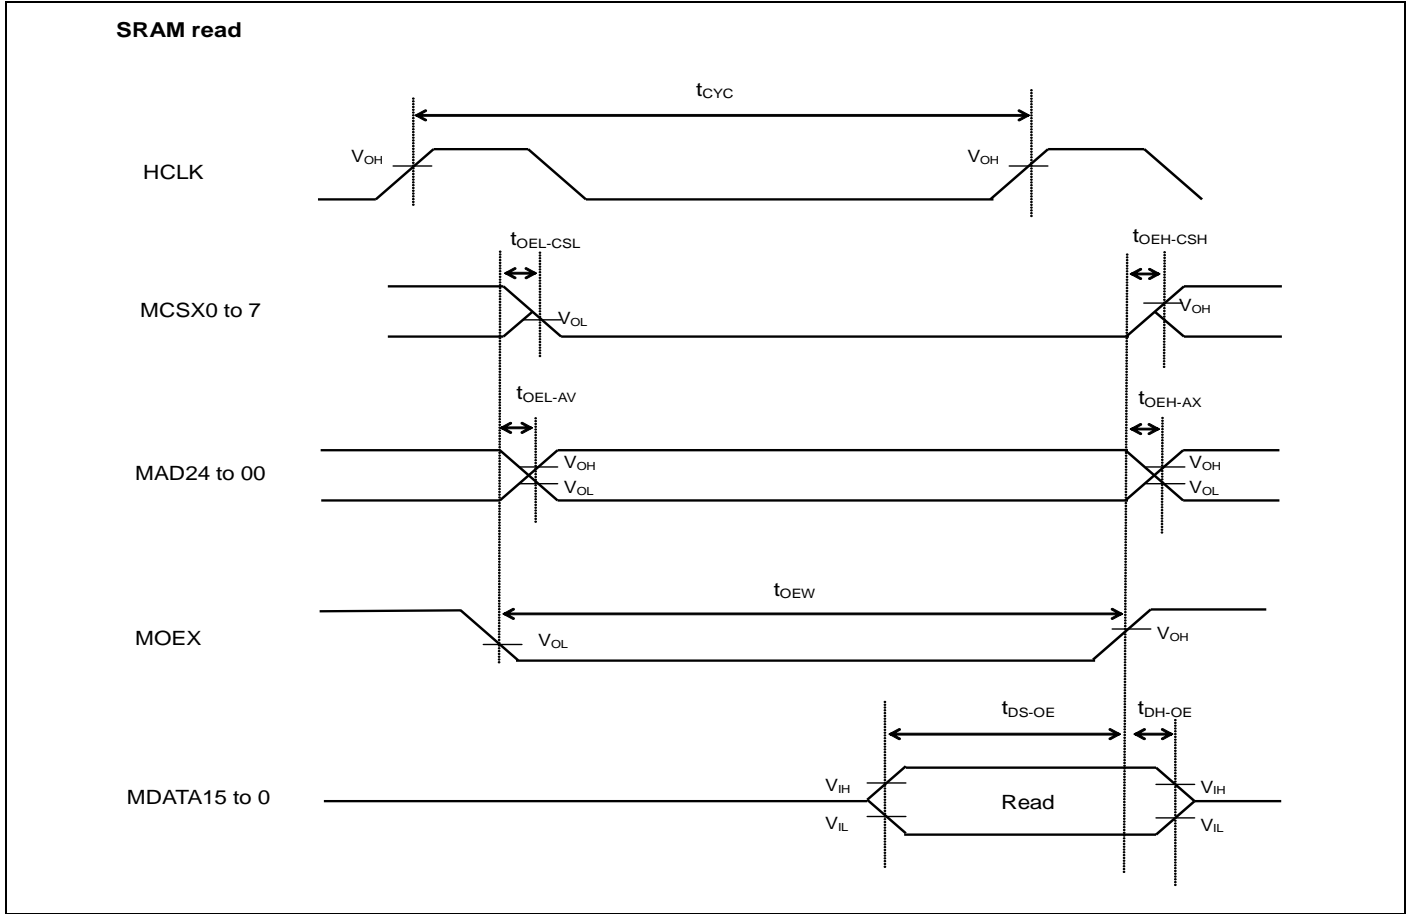 SRAM read
tCYC
VOH
VOH
HCLK
tOEL-CSL
tOEH-CSH
MCSX0 to 7
VOL
VOH
tOEL-AV
tOEH-AX
MAD24 to 00
VOH
VOH
VOL
VOL
tOEW
MOEX
VOL
VOH
tDS-OE
tDH-OE
VIH
VIH
MDATA15 to 0
Read
VIL
VIL